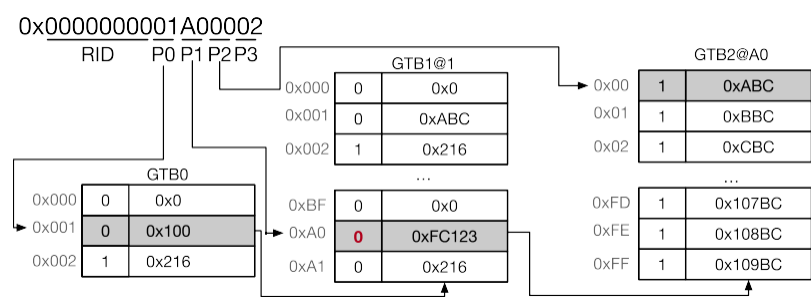 0x0000000001A00002
RID P0 P1 P2 P3
GTB1@1
0x000 0 0x0
0x001 0 0xABC
0x002 1 0x216
...
0xBF 0 0x0
0xA0 0 0xFC123
0xA1 0 0x216
GTB2@A0
0x00 1 0xABC
0x01 1 0xBBC
0x02 1 0xCBC
...
0xFD 1 0x107BC
0xFE 1 0x108BC
0xFF 1 0x109BC
GTB0
0x000 0 0x0
0x001 0 0x100
0x002 1 0x216